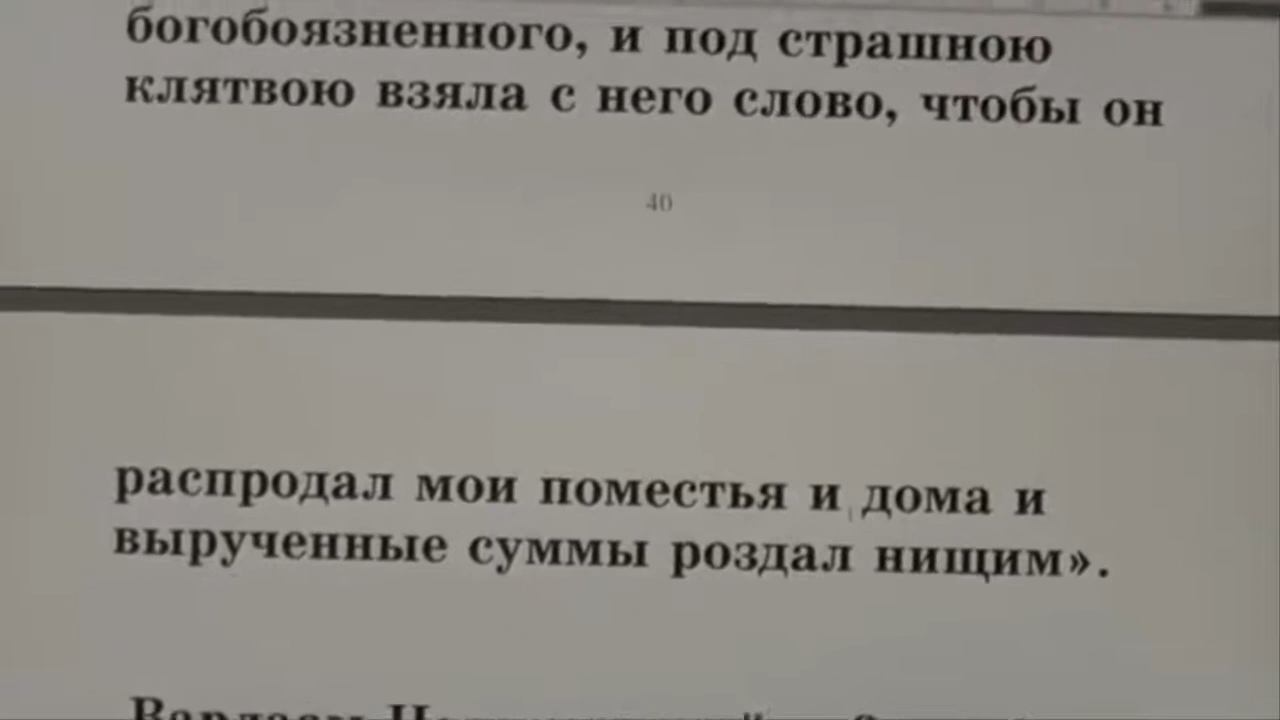 богобоязненного, и под страшною
клятвою взяла с него слово, чтобы он
40
распродал мои поместья и дома и
вырученные суммы роздал нищим».